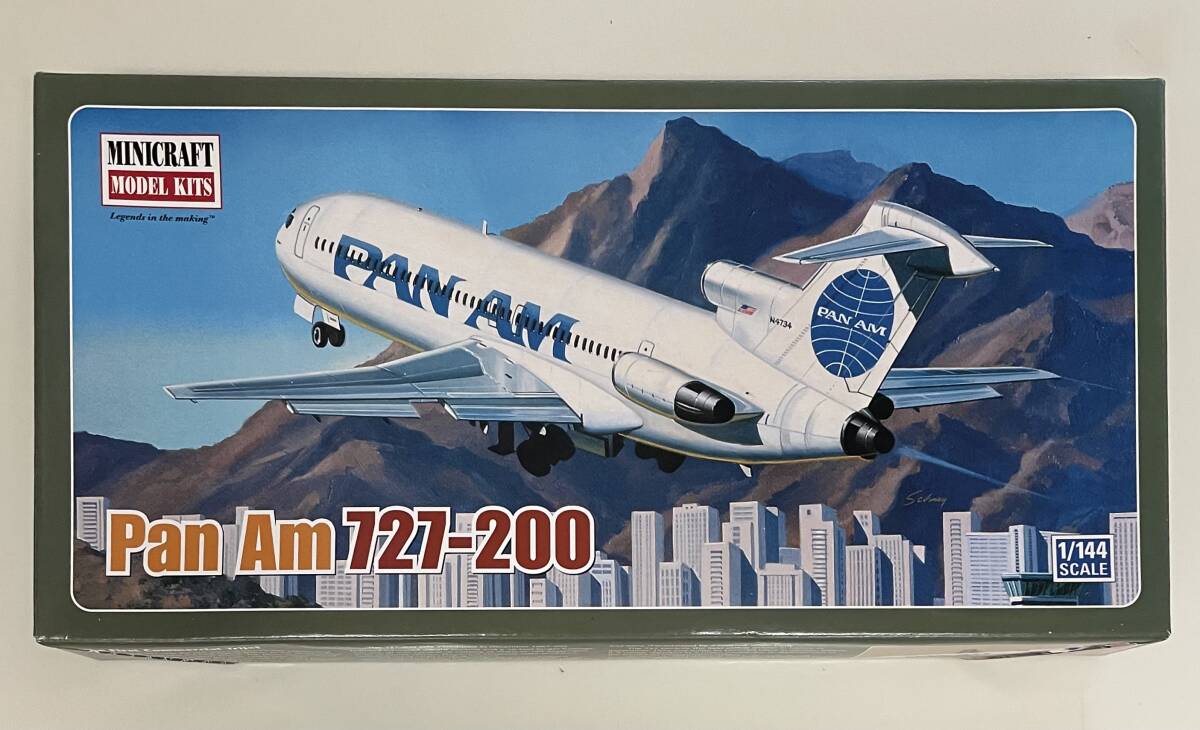 MINICRAFT
MODEL KITS
Legends in the making™
PAN AM
N4734
PAN AM
Pan Am 727-200
1/144
SCALE